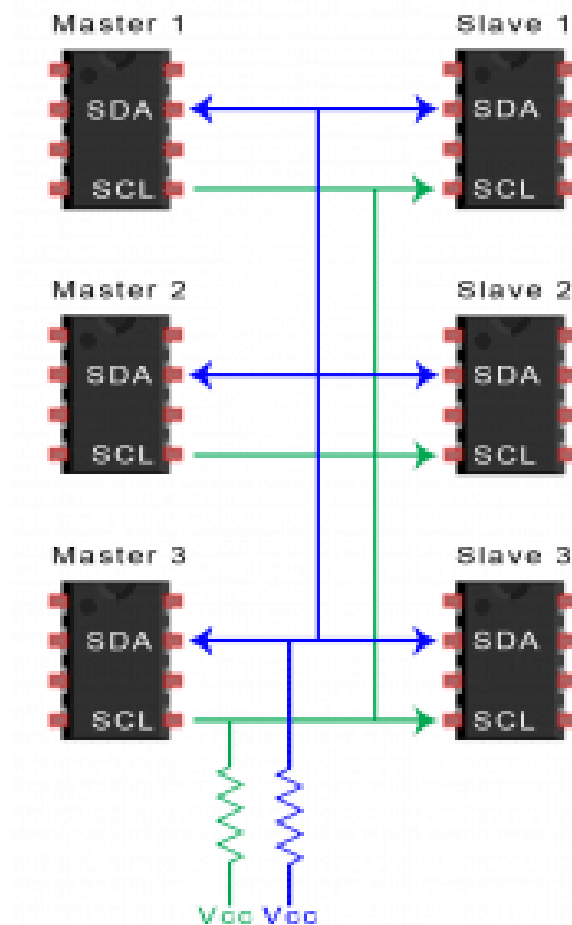 Master 1 Slave 1
SDA SDA
SCL SCL
Master 2 Slave 2
SDA SDA
SCL SCL
Master 3 Slave 3
SDA SDA
SCL SCL
Vcc Vcc